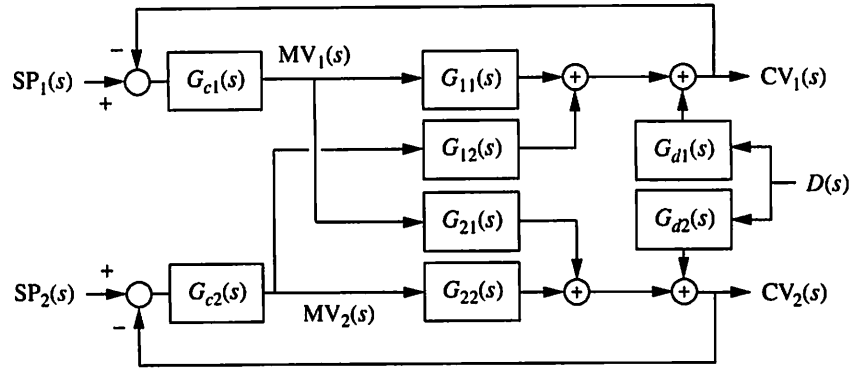 −
MV₁(s)
SP₁(s)
+
G_c1(s)
G₁₁(s)
+
+
CV₁(s)
G₁₂(s)
G_d1(s)
D(s)
G₂₁(s)
G_d2(s)
SP₂(s)
+
G_c2(s)
G₂₂(s)
+
+
CV₂(s)
−
MV₂(s)